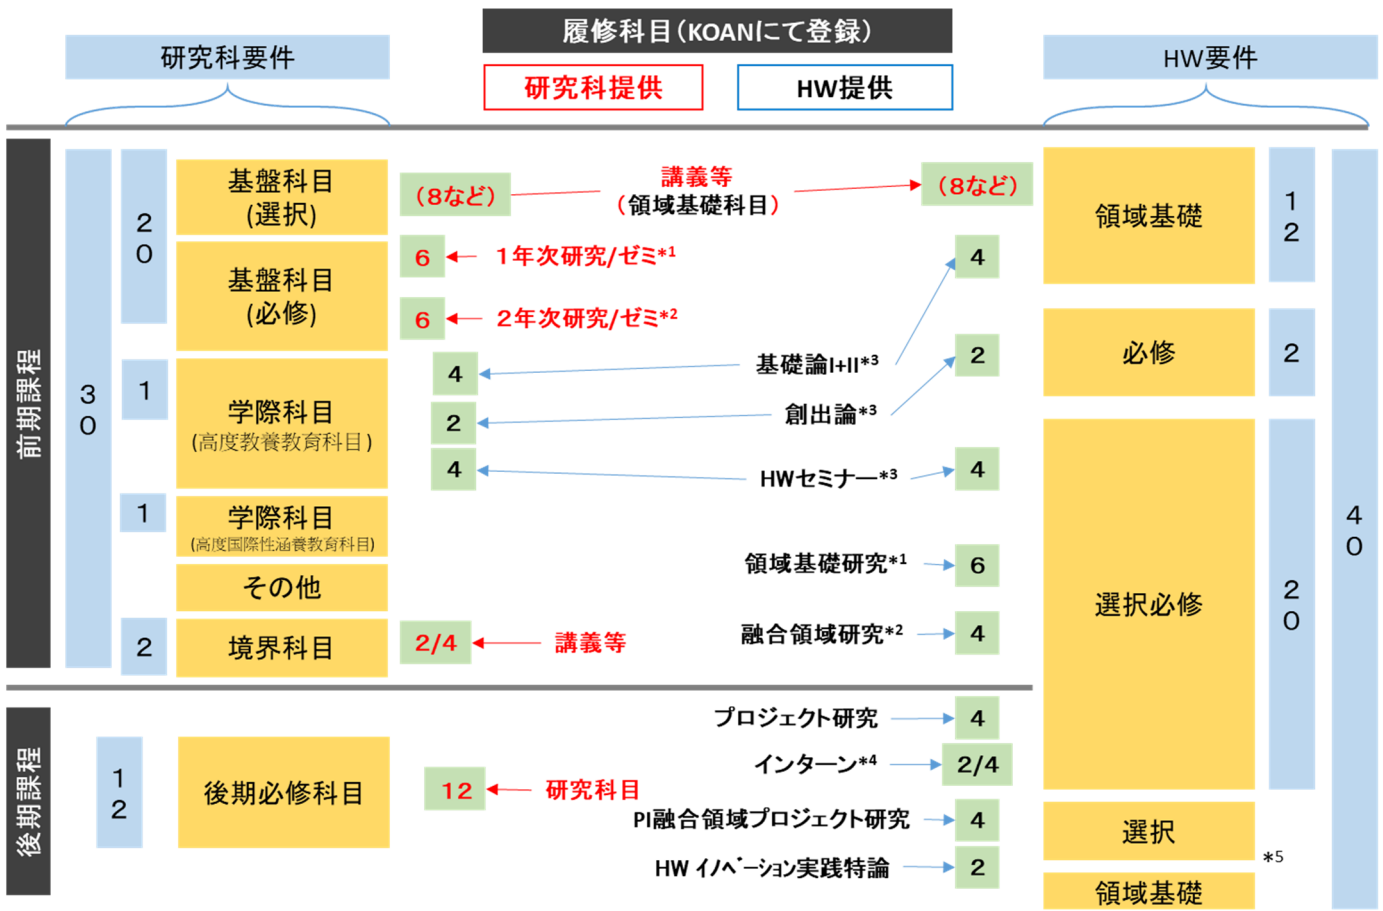 履修科目(KOANにて登録)
研究科要件
HW要件
研究科提供
HW提供
前期課程
30
20
基盤科目
(選択)
(8など)
講義等
(領域基礎科目)
(8など)
領域基礎
12
40
基盤科目
(必修)
6
1年次研究/ゼミ*1
4
6
2年次研究/ゼミ*2
1
学際科目
(高度教養教育科目)
4
基礎論I+II*3
2
必修
2
2
創出論*3
4
HWセミナー*3
4
選択必修
20
1
学際科目
(高度国際性涵養教育科目)
その他
領域基礎研究*1
6
2
境界科目
2/4
講義等
融合領域研究*2
4
後期課程
12
後期必修科目
12
研究科目
プロジェクト研究
4
インターン*4
2/4
PI融合領域プロジェクト研究
4
選択
*5
HW ｲﾉﾍﾞｰｼｮﾝ実践特論
2
領域基礎